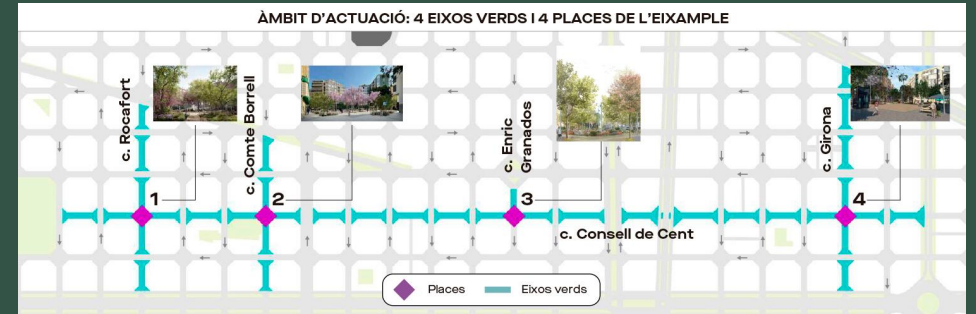 ÀMBIT D'ACTUACIÓ: 4 EIXOS VERDS I 4 PLACES DE L'EIXAMPLE
c. Rocafort
c. Comte Borrell
c. Enric
Granados
c. Girona
1
2
3
4
c. Consell de Cent
Places
Eixos verds